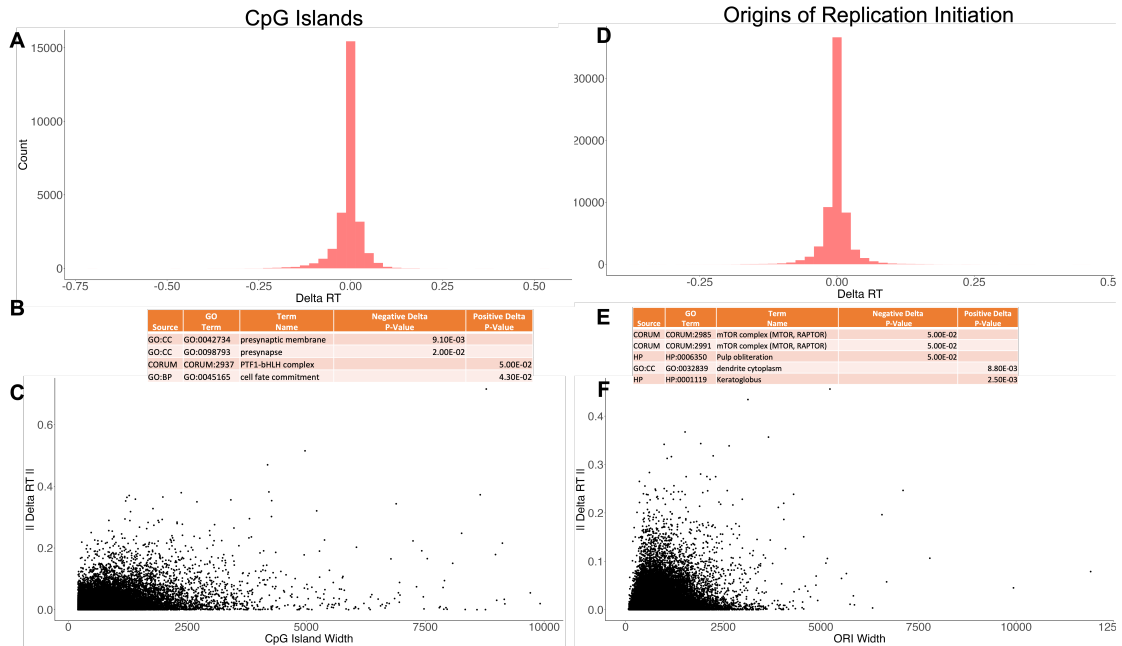 CpG Islands
A
15000
10000
5000
0
Count
-0.75
-0.50
-0.25
0.00
0.25
0.50
Delta RT
B
Source GO Term Term Name Negative Delta P-Value Positive Delta P-Value
GO:CC GO:0042734 presynaptic membrane 9.10E-03
GO:CC GO:0098793 presynapse 2.00E-02
CORUM CORUM:2937 PTF1-bHLH complex 5.00E-02
GO:BP GO:0045165 cell fate commitment 4.30E-02
C
0.6
0.4
0.2
0.0
II Delta RT II
0
2500
5000
7500
10000
CpG Island Width
Origins of Replication Initiation
D
30000
20000
10000
0
-0.25
0.00
0.25
0.5
Delta RT
E
Source GO Term Term Name Negative Delta P-Value Positive Delta P-Value
CORUM CORUM:2985 mTOR complex (MTOR, RAPTOR) 5.00E-02
CORUM CORUM:2991 mTOR complex (MTOR, RAPTOR) 5.00E-02
HP HP:0006350 Pulp obliteration 5.00E-02
GO:CC GO:0032839 dendrite cytoplasm 8.80E-03
HP HP:0001119 Keratoglobus 2.50E-03
F
0.4
0.3
0.2
0.1
0.0
II Delta RT II
0
2500
5000
7500
10000
125
ORI Width